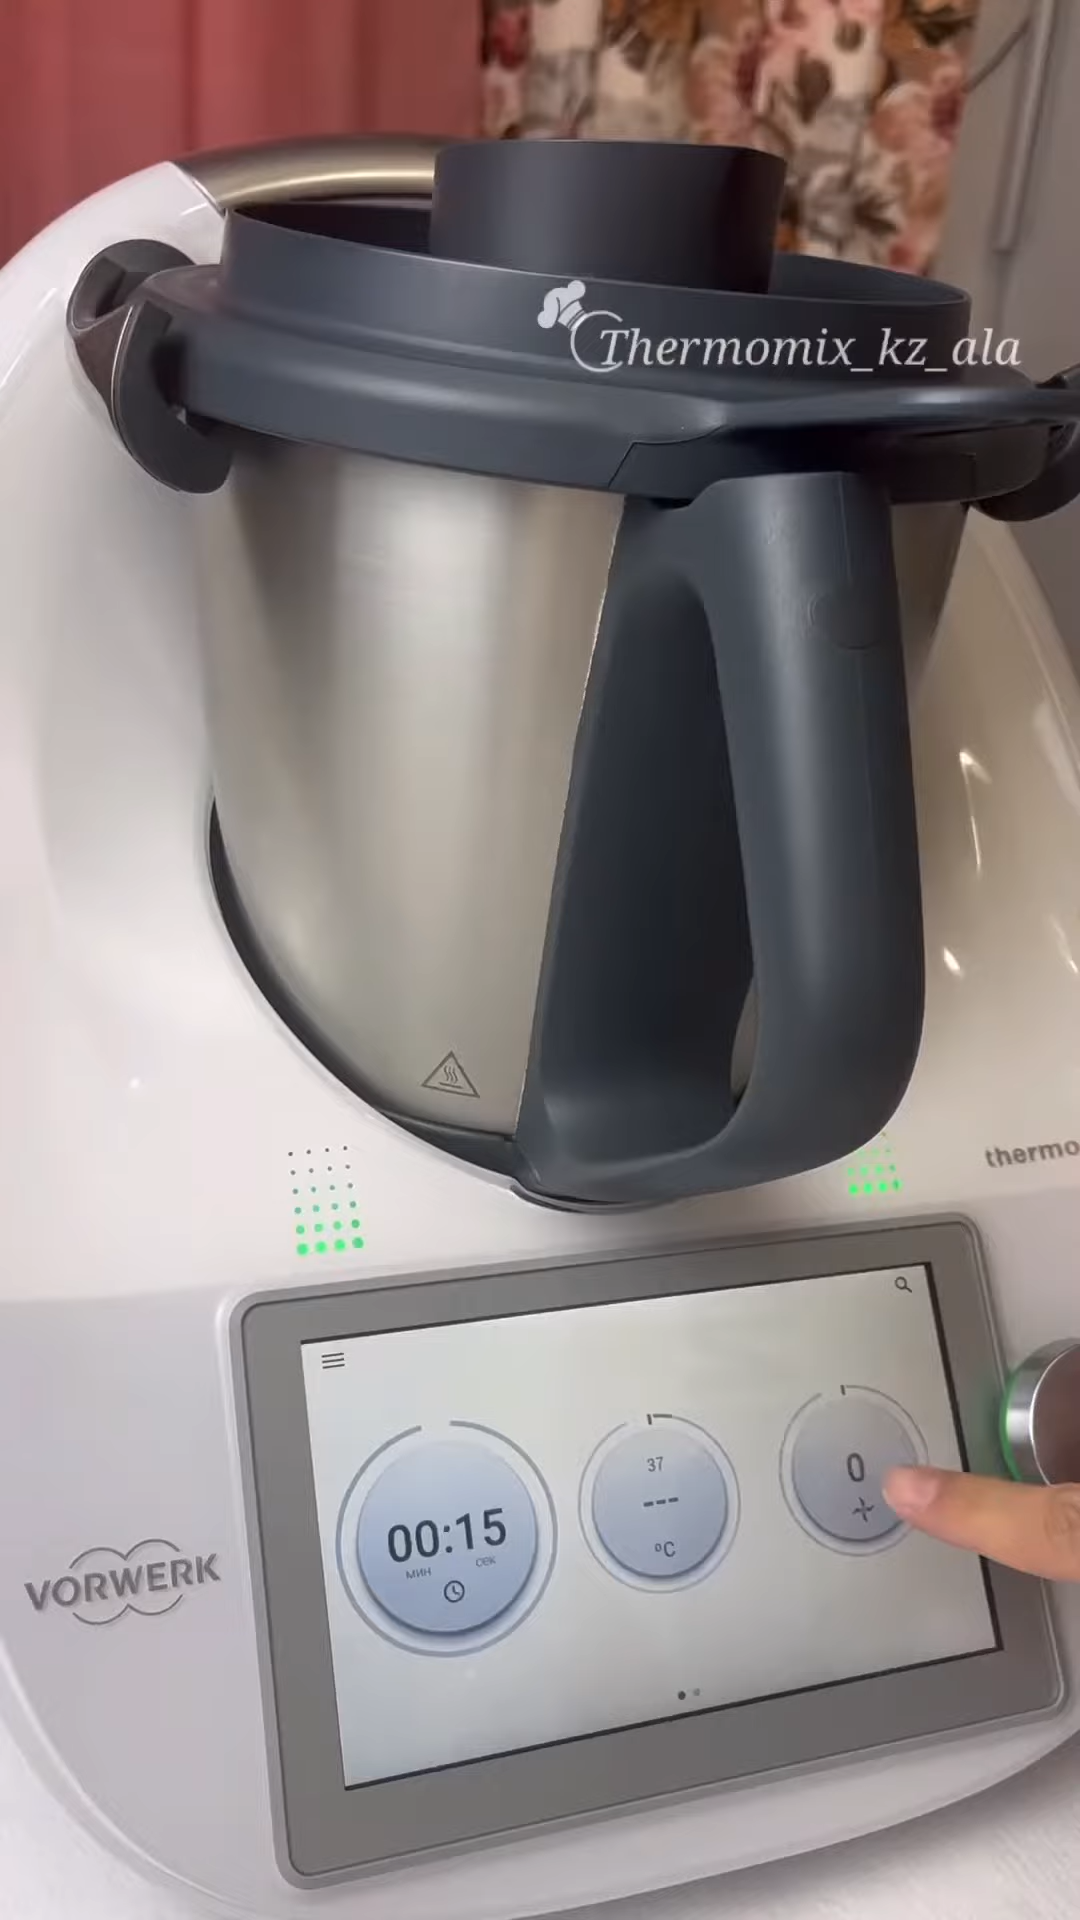 Thermomix_kz_ala
thermo
37
0
00:15
---
мин
сек
°C
VORWERK